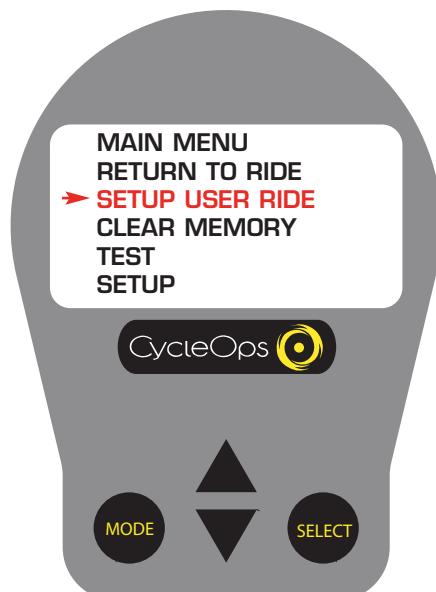 MAIN MENU
RETURN TO RIDE
SETUP USER RIDE
CLEAR MEMORY
TEST
SETUP
CycleOps
MODE
SELECT